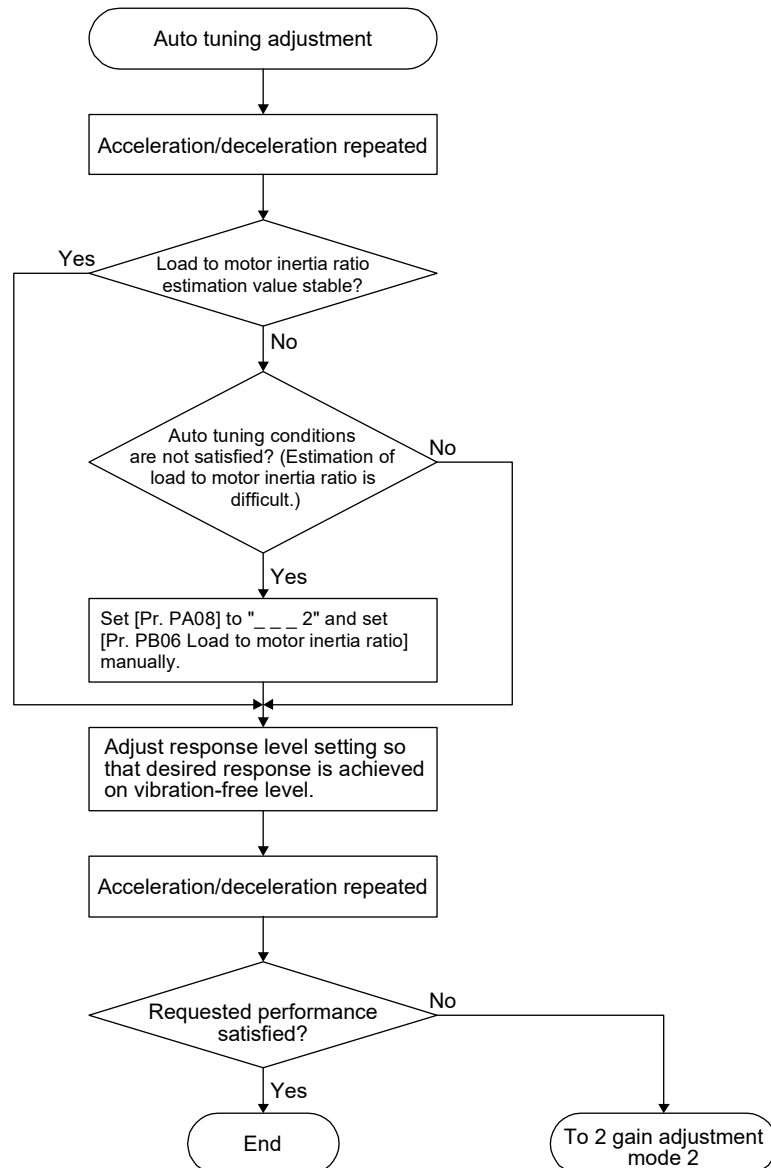 Auto tuning adjustment
Acceleration/deceleration repeated
Yes
Load to motor inertia ratio
estimation value stable?
No
Auto tuning conditions
are not satisfied? (Estimation of
load to motor inertia ratio is
difficult.)
No
Yes
Set [Pr. PA08] to "_ _ _ 2" and set
[Pr. PB06 Load to motor inertia ratio]
manually.
Adjust response level setting so
that desired response is achieved
on vibration-free level.
Acceleration/deceleration repeated
Requested performance
satisfied?
No
Yes
End
To 2 gain adjustment
mode 2